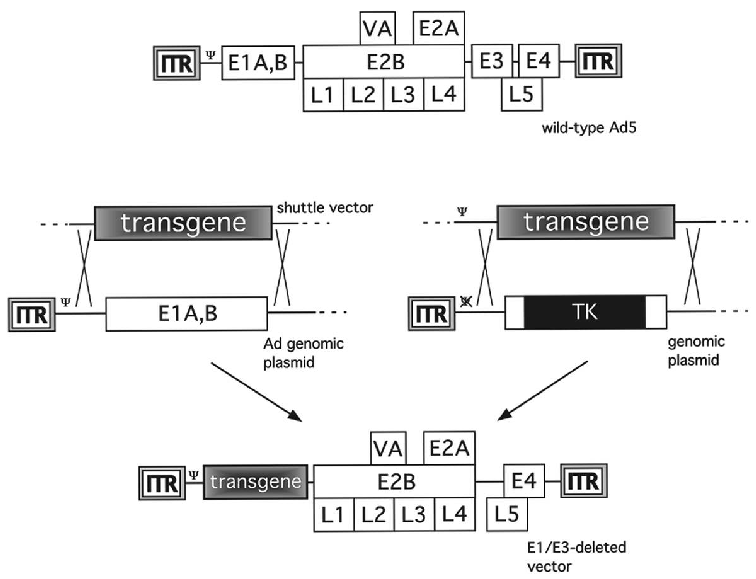 VA E2A
ITR Ψ E1A,B E2B E3 E4 ITR
L1 L2 L3 L4 L5
wild-type Ad5
transgene shuttle vector
Ψ transgene
ITR Ψ E1A,B
Ad genomic
plasmid
ITR Ψ TK
genomic
plasmid
VA E2A
ITR Ψ transgene E2B E4 ITR
L1 L2 L3 L4 L5
E1/E3-deleted
vector